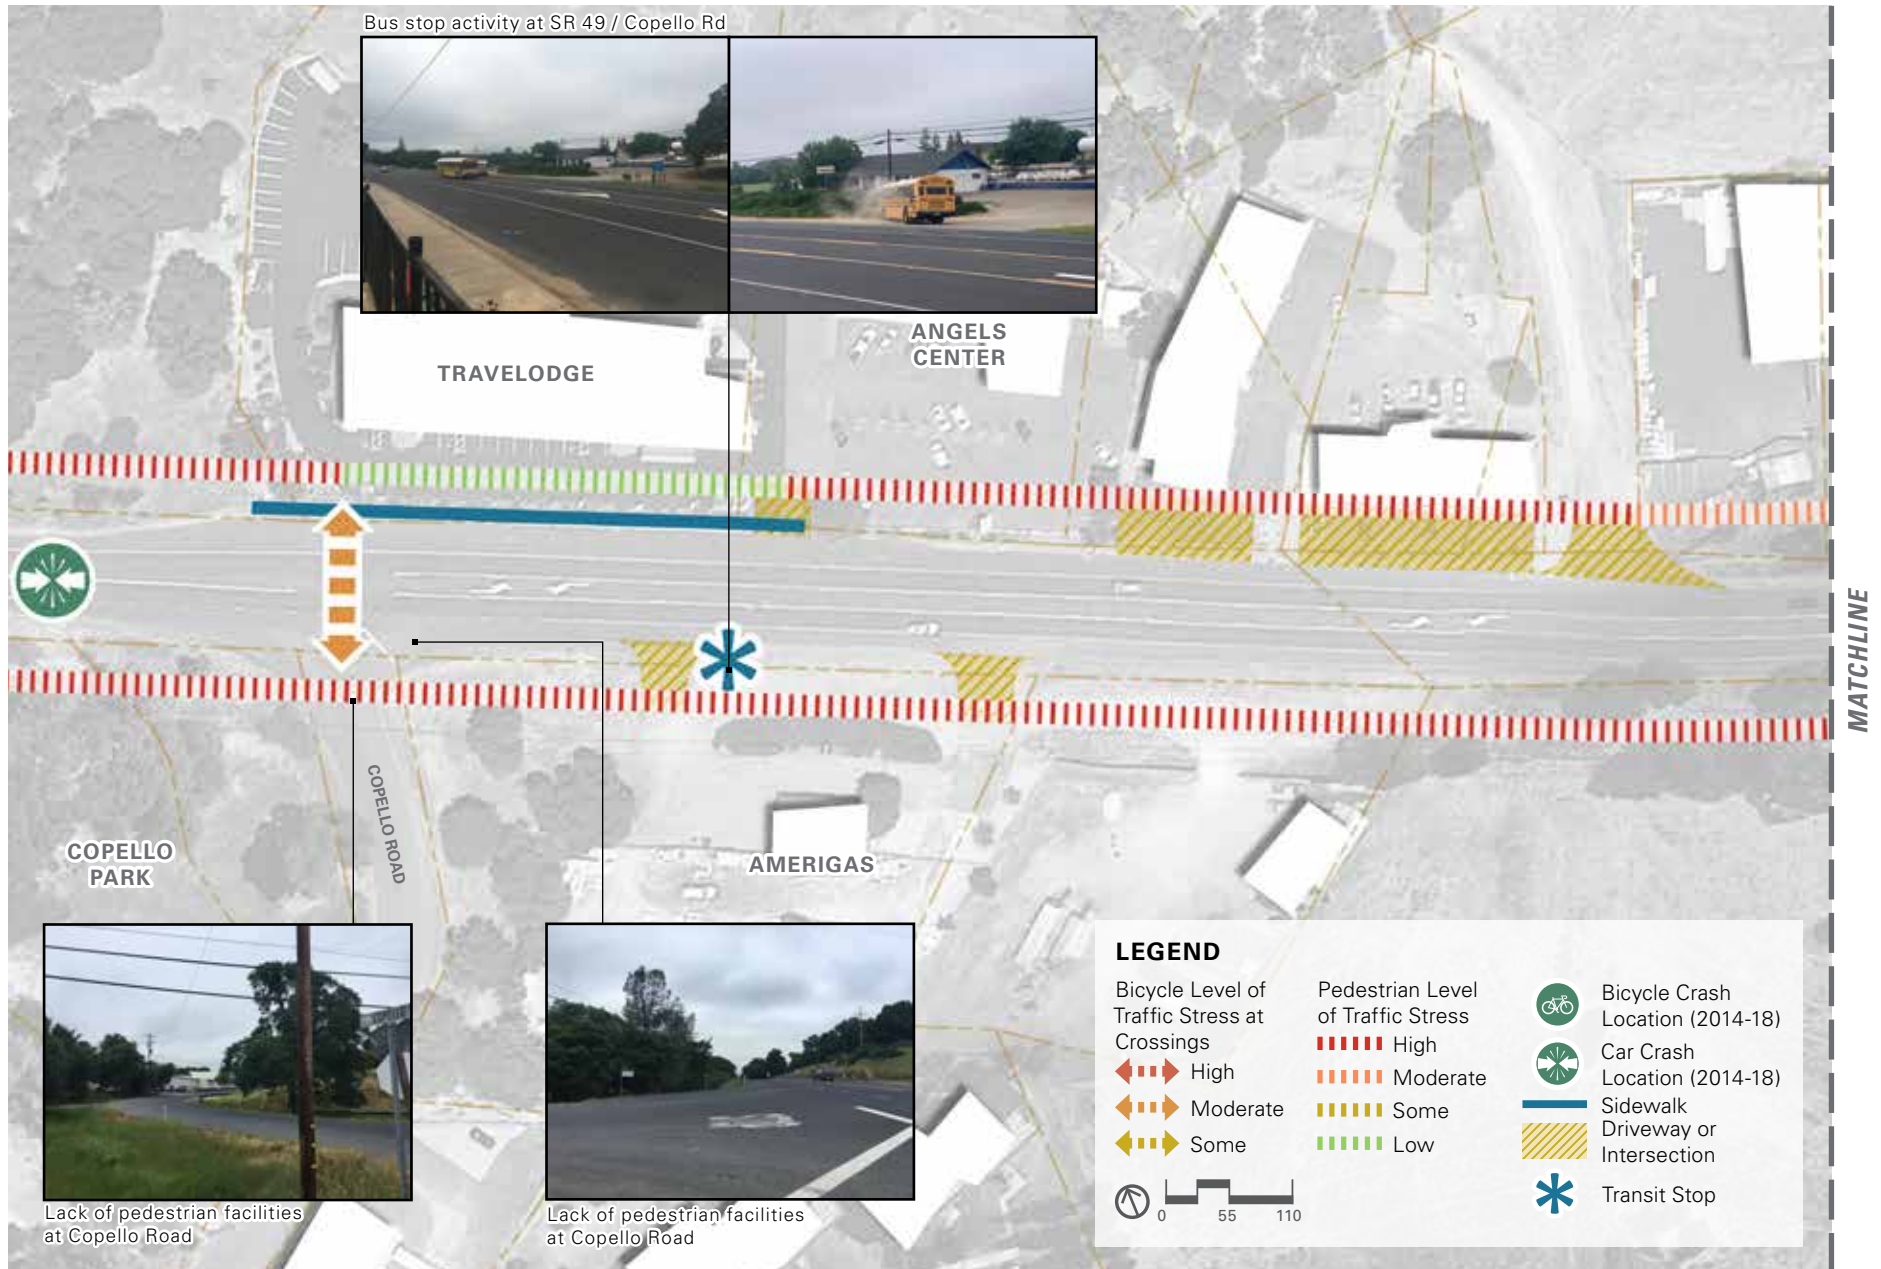 Bus stop activity at SR 49 / Copello Rd
ANGELS
CENTER
TRAVELODGE
MATCHLINE
COPELLO ROAD
COPELLO
PARK
AMERIGAS
Lack of pedestrian facilities
at Copello Road
Lack of pedestrian facilities
at Copello Road
LEGEND
Bicycle Level of
Traffic Stress at
Crossings
High
Moderate
Some
Pedestrian Level
of Traffic Stress
High
Moderate
Some
Low
Bicycle Crash
Location (2014-18)
Car Crash
Location (2014-18)
Sidewalk
Driveway or
Intersection
Transit Stop
0 55 110